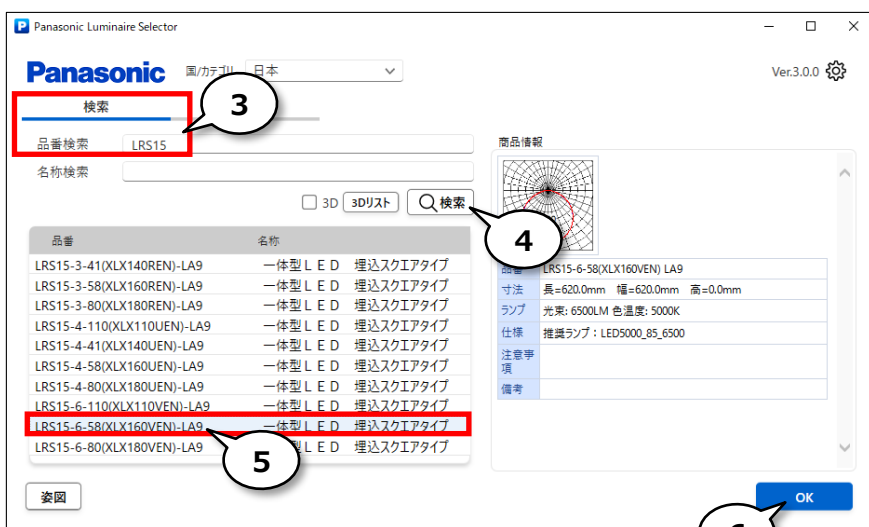 Panasonic Luminaire Selector
Panasonic
国/カテゴリ 日本
Ver.3.0.0
検索
3
品番検索 LRS15
名称検索
3D 3Dリスト 検索
4
品番 名称
LRS15-3-41(XLX140REN)-LA9 一体型ＬＥＤ 埋込スクエアタイプ
LRS15-3-58(XLX160REN)-LA9 一体型ＬＥＤ 埋込スクエアタイプ
LRS15-3-80(XLX180REN)-LA9 一体型ＬＥＤ 埋込スクエアタイプ
LRS15-4-110(XLX110UEN)-LA9 一体型ＬＥＤ 埋込スクエアタイプ
LRS15-4-41(XLX140UEN)-LA9 一体型ＬＥＤ 埋込スクエアタイプ
LRS15-4-58(XLX160UEN)-LA9 一体型ＬＥＤ 埋込スクエアタイプ
LRS15-4-80(XLX180UEN)-LA9 一体型ＬＥＤ 埋込スクエアタイプ
LRS15-6-110(XLX110VEN)-LA9 一体型ＬＥＤ 埋込スクエアタイプ
LRS15-6-58(XLX160VEN)-LA9 一体型ＬＥＤ 埋込スクエアタイプ
LRS15-6-80(XLX180VEN)-LA9 一体型ＬＥＤ 埋込スクエアタイプ
5
姿図
商品情報
品番 LRS15-6-58(XLX160VEN) LA9
寸法 長=620.0mm 幅=620.0mm 高=0.0mm
ランプ 光束: 6500LM 色温度: 5000K
仕様 推奨ランプ：LED5000_85_6500
注意事
項
備考
OK